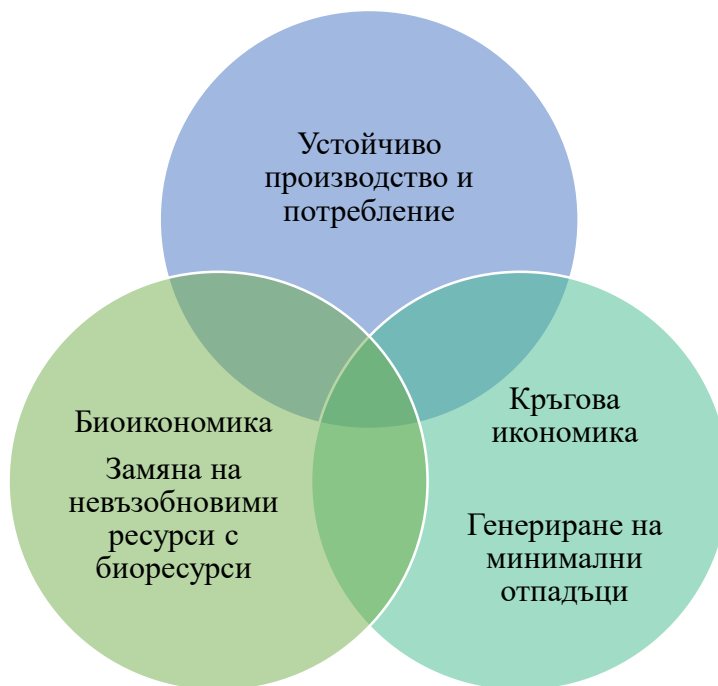 Устойчиво
производство и
потребление
Биоикономика
Замяна на
невъзобновими
ресурси с
биоресурси
Кръгова
икономика
Генериране на
минимални
отпадъци